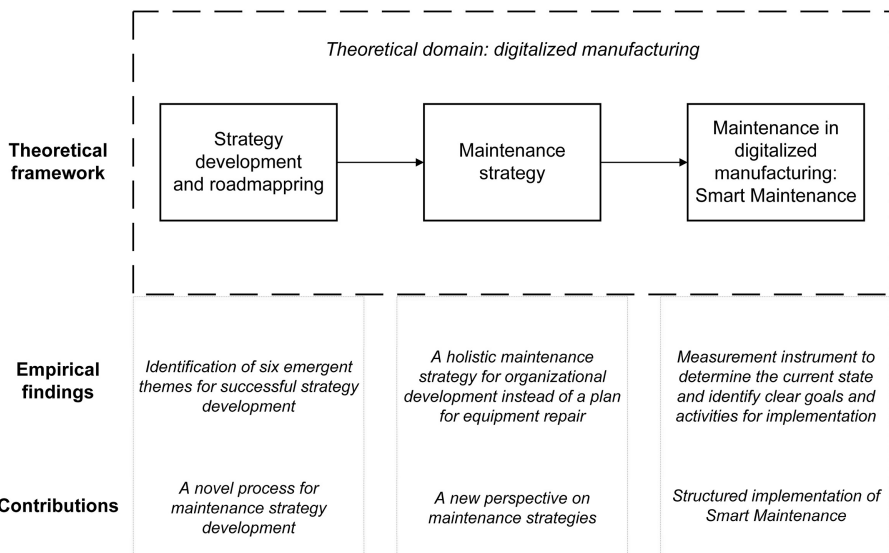 Theoretical domain: digitalized manufacturing
Theoretical
framework
Strategy
development
and roadmappring
Maintenance
strategy
Maintenance in
digitalized
manufacturing:
Smart Maintenance
Empirical
findings
Identification of six emergent
themes for successful strategy
development
A holistic maintenance
strategy for organizational
development instead of a plan
for equipment repair
Measurement instrument to
determine the current state
and identify clear goals and
activities for implementation
Contributions
A novel process for
maintenance strategy
development
A new perspective on
maintenance strategies
Structured implementation of
Smart Maintenance